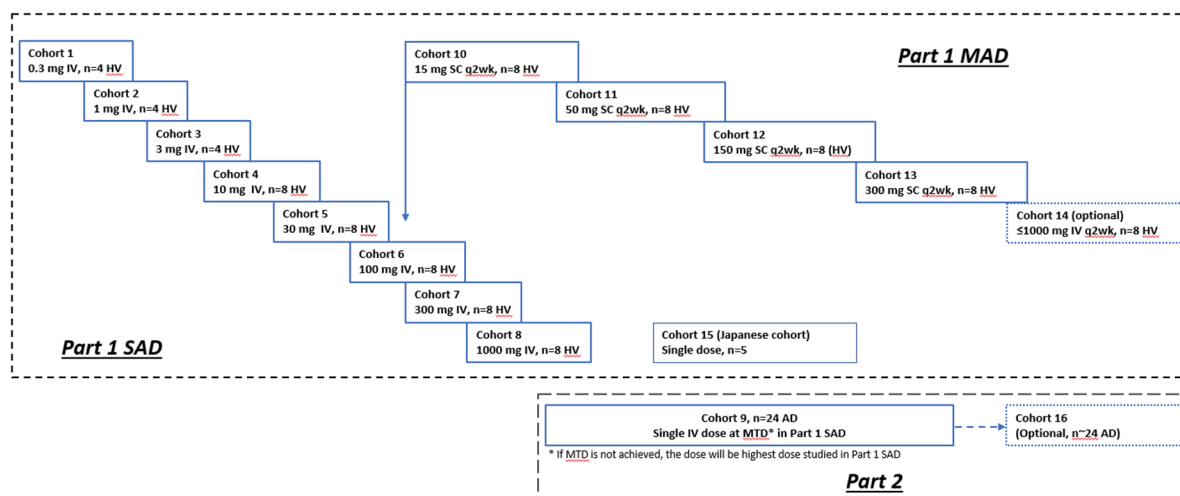 Cohort 1
0.3 mg IV, n=4 HV
Cohort 2
1 mg IV, n=4 HV
Cohort 3
3 mg IV, n=4 HV
Cohort 4
10 mg  IV, n=8 HV
Cohort 5
30 mg  IV, n=8 HV
Cohort 6
100 mg IV, n=8 HV
Cohort 7
300 mg IV, n=8 HV
Cohort 8
1000 mg IV, n=8 HV
Part 1 SAD
Cohort 10
15 mg SC q2wk, n=8 HV
Cohort 11
50 mg SC q2wk, n=8 HV
Cohort 12
150 mg SC q2wk, n=8 (HV)
Cohort 13
300 mg SC q2wk, n=8 HV
Cohort 14 (optional)
≤1000 mg IV q2wk, n=8 HV
Part 1 MAD
Cohort 15 (Japanese cohort)
Single dose, n=5
Cohort 9, n=24 AD
Single IV dose at MTD* in Part 1 SAD
* If MTD is not achieved, the dose will be highest dose studied in Part 1 SAD
Cohort 16
(Optional, n~24 AD)
Part 2